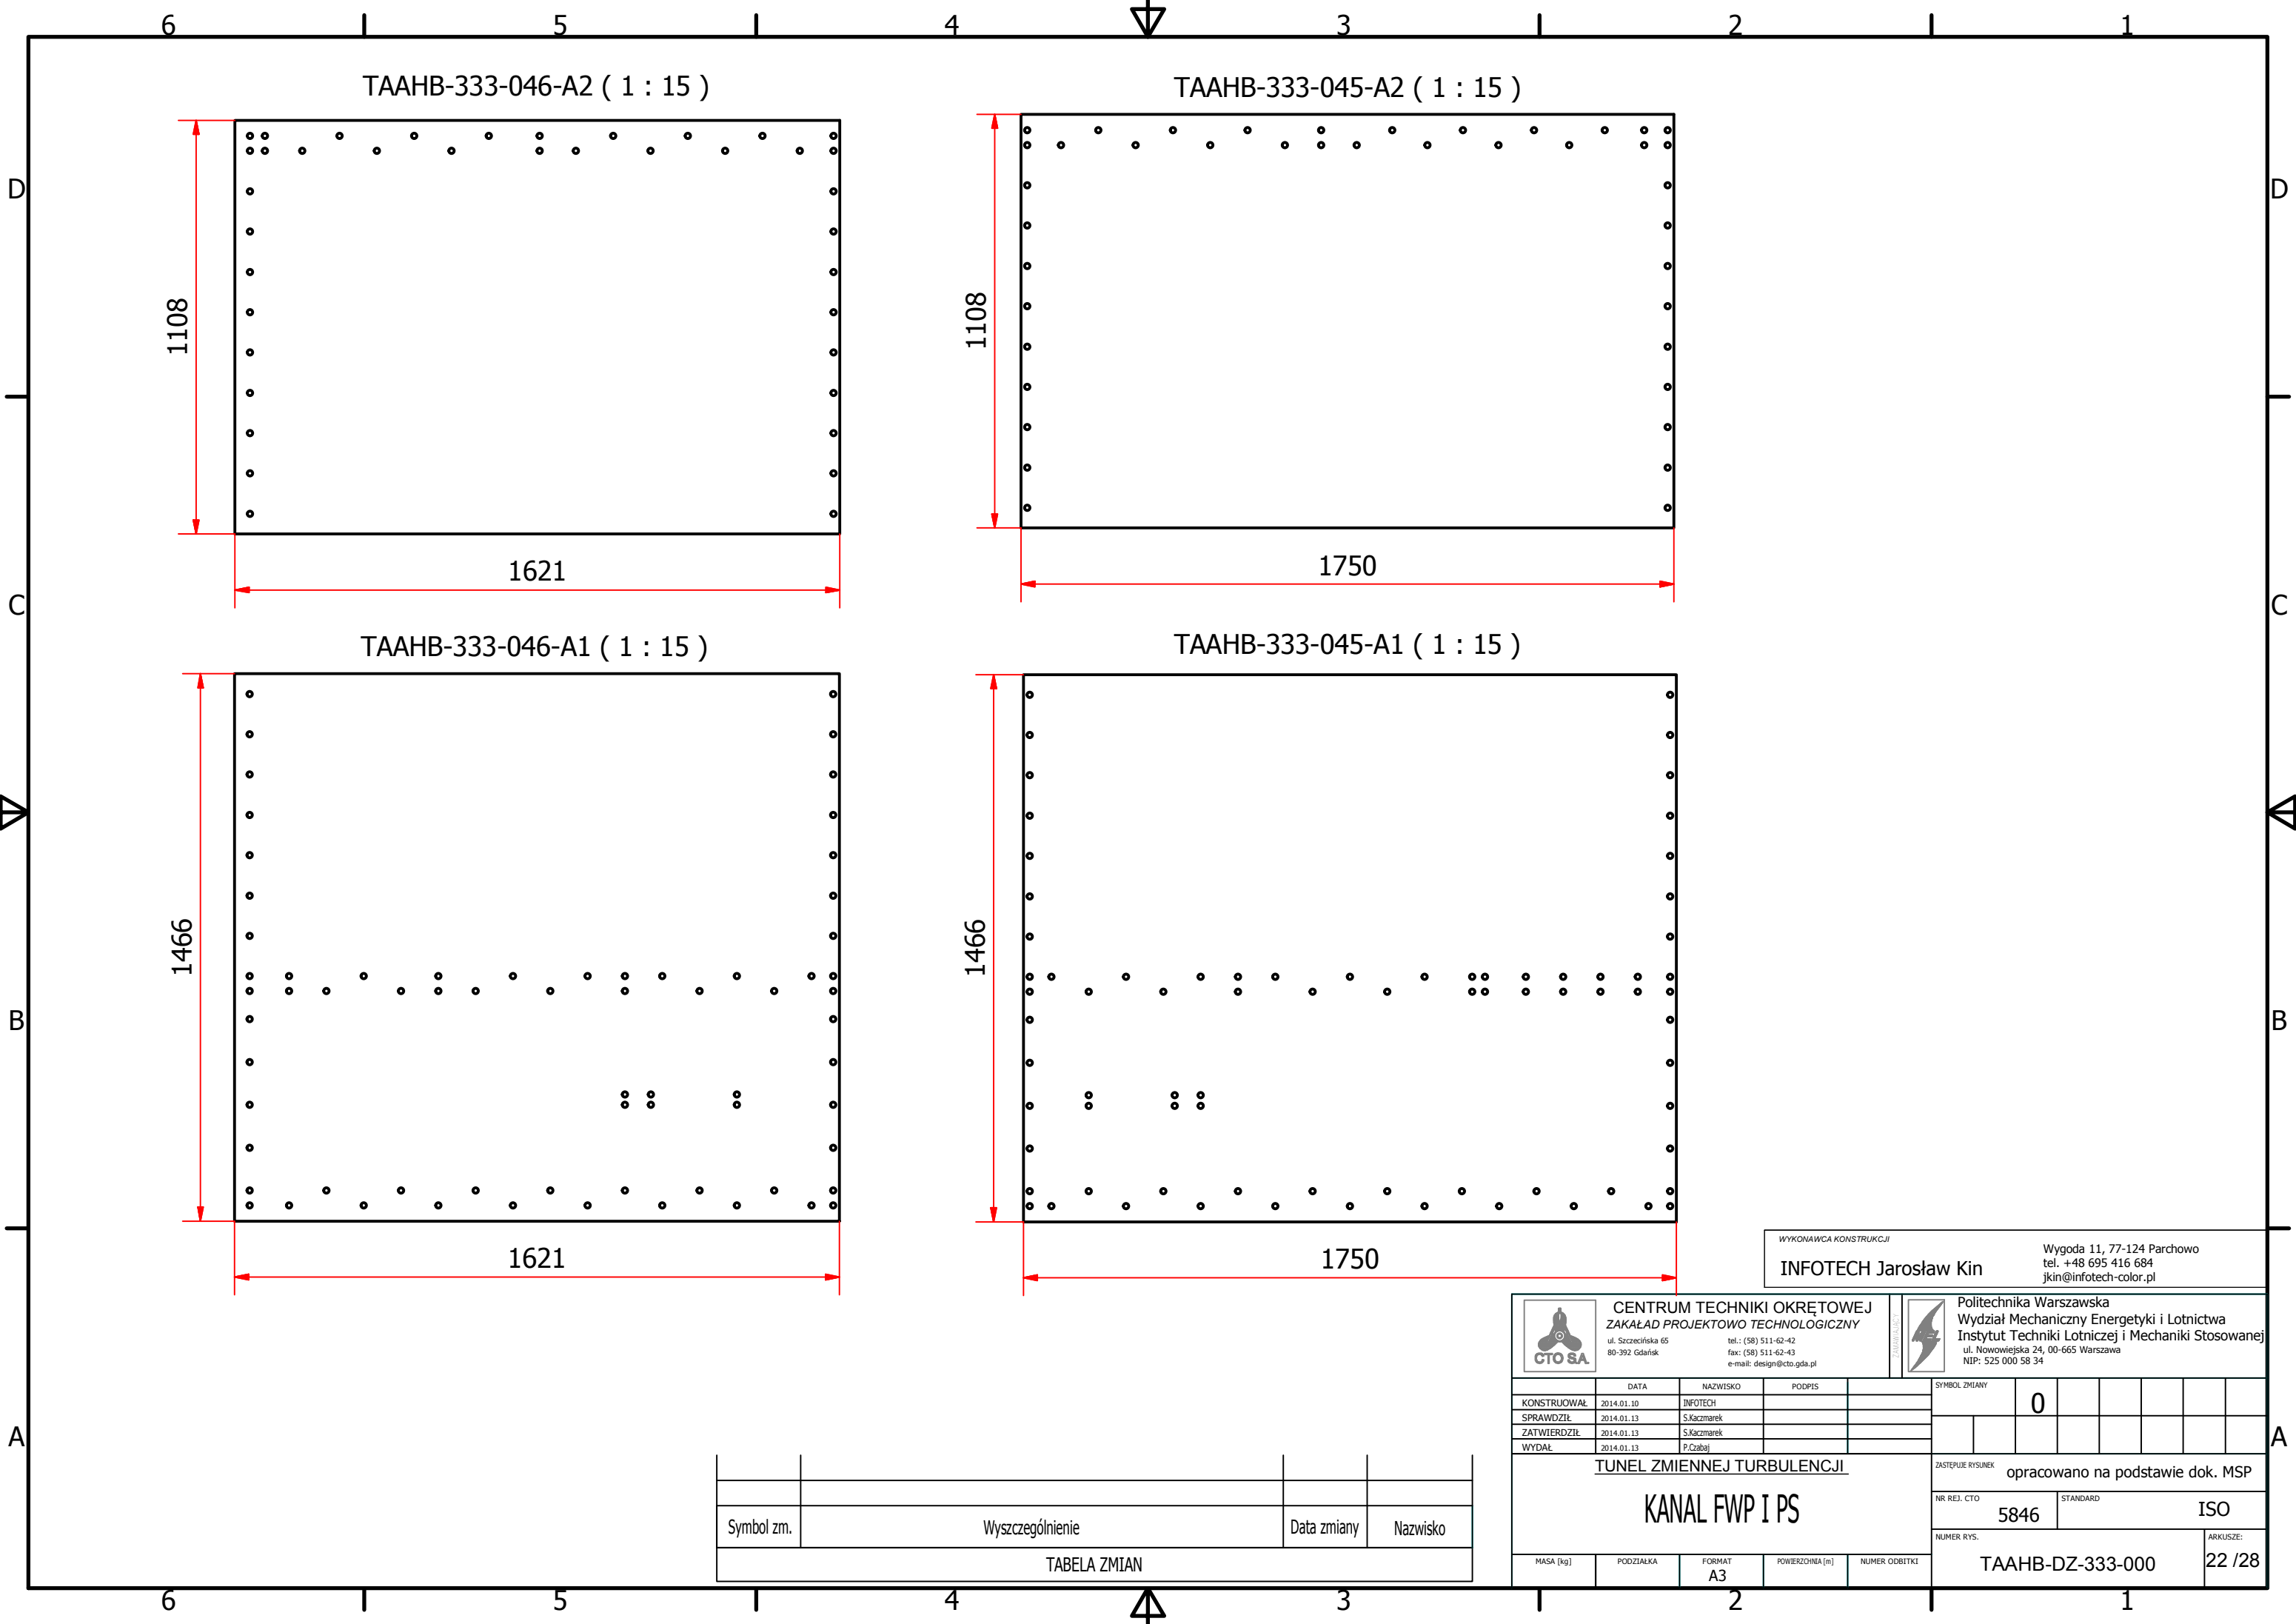 6 5 4 3 2 1
TAAHB-333-046-A2 ( 1 : 15 )
TAAHB-333-045-A2 ( 1 : 15 )
D
D
1108
1108
1621
1750
C
C
TAAHB-333-046-A1 ( 1 : 15 )
TAAHB-333-045-A1 ( 1 : 15 )
1466
1466
B
B
1621
1750
WYKONAWCA KONSTRUKCJI
INFOTECH Jarosław Kin
Wygoda 11, 77-124 Parchowo
tel. +48 695 416 684
jkin@infotech-color.pl
CTO S.A.
CENTRUM TECHNIKI OKRĘTOWEJ
ZAKAŁAD PROJEKTOWO TECHNOLOGICZNY
ul. Szczecińska 65
80-392 Gdańsk
tel.: (58) 511-62-42
fax: (58) 511-62-43
e-mail: design@cto.gda.pl
ZAMAWIAJĄCY
Politechnika Warszawska
Wydział Mechaniczny Energetyki i Lotnictwa
Instytut Techniki Lotniczej i Mechaniki Stosowanej
ul. Nowowiejska 24, 00-665 Warszawa
NIP: 525 000 58 34
DATA NAZWISKO PODPIS
KONSTRUOWAŁ 2014.01.10 INFOTECH
SPRAWDZIŁ 2014.01.13 S.Kaczmarek
ZATWIERDZIŁ 2014.01.13 S.Kaczmarek
WYDAŁ 2014.01.13 P.Czabaj
SYMBOL ZMIANY
0
A
A
TUNEL ZMIENNEJ TURBULENCJI
KANAL FWP I PS
ZASTĘPUJE RYSUNEK opracowano na podstawie dok. MSP
NR REJ. CTO
5846
STANDARD
ISO
NUMER RYS.
TAAHB-DZ-333-000
ARKUSZE:
22 /28
MASA [kg] PODZIAŁKA FORMAT POWIERZCHNIA [m] NUMER ODBITKI
A3
Symbol zm. Wyszczególnienie Data zmiany Nazwisko
TABELA ZMIAN
6 5 4 3 2 1